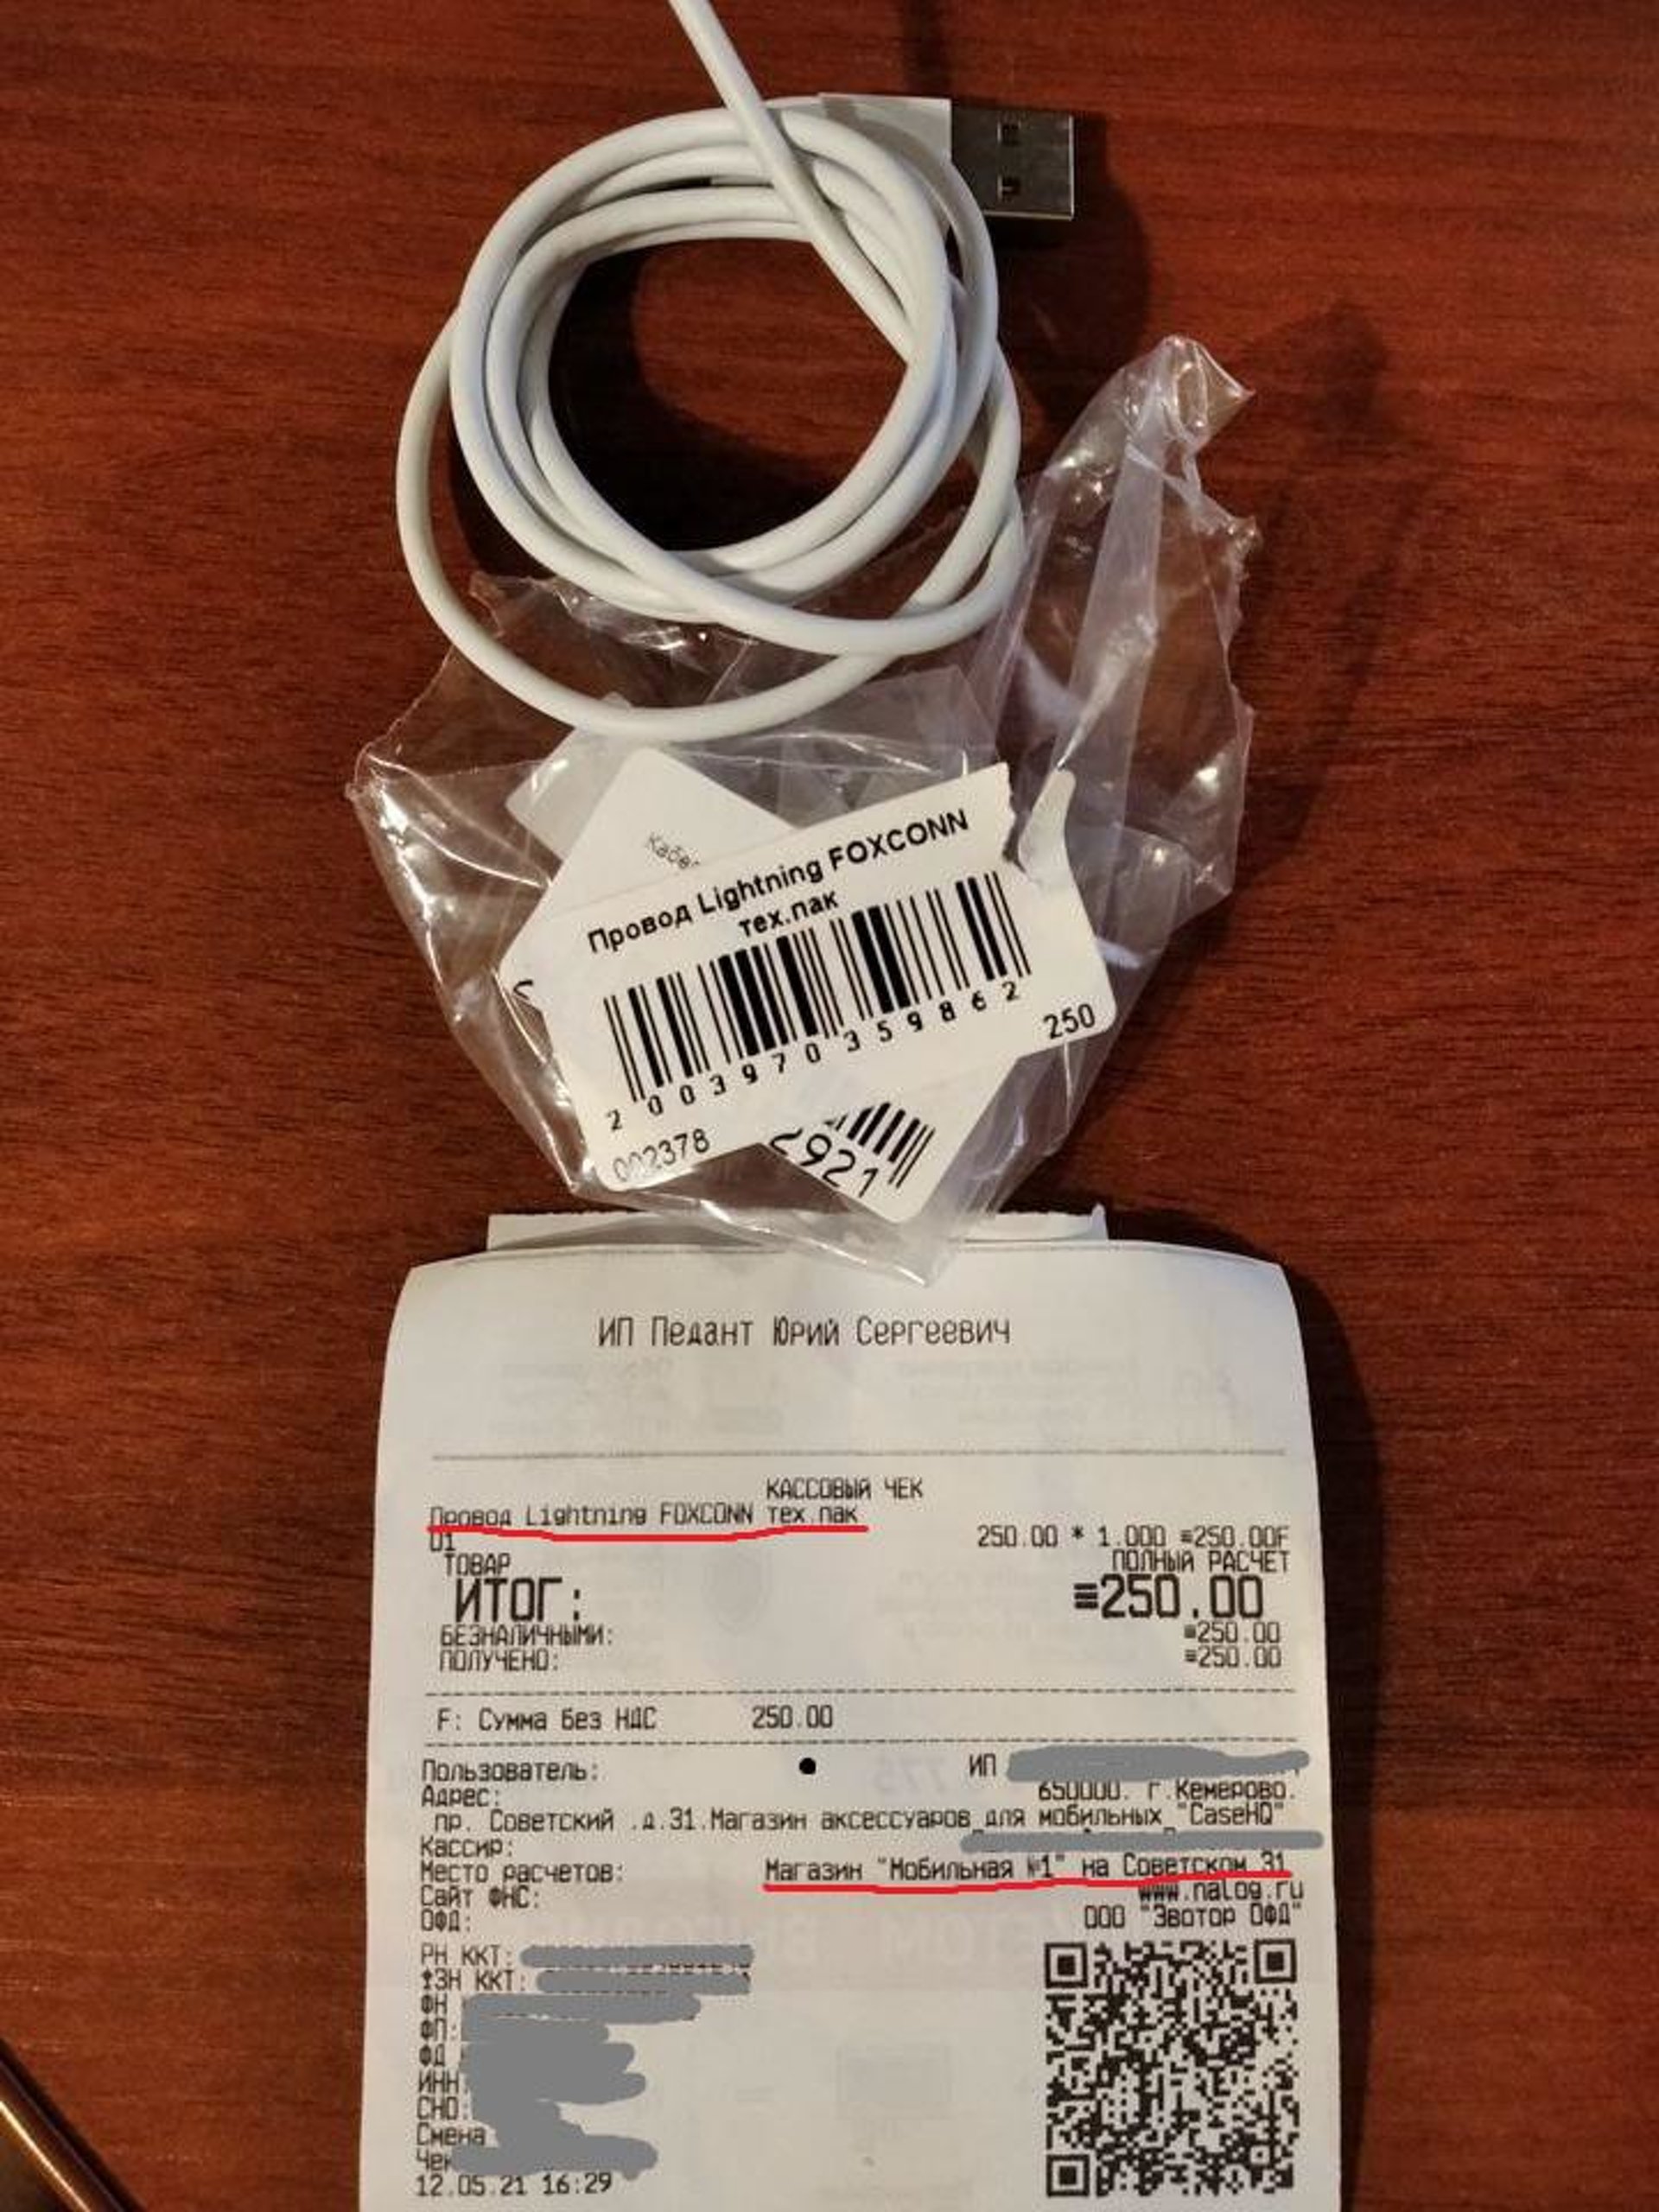 Провод Lightning FOXCONN
тех.пак
2003970359862
250
002378
ИП Педант Юрий Сергеевич
КАССОВЫЙ ЧЕК
Провод Lightning FOXCONN тех.пак
01
250.00 * 1.000 ≡250.00F
ТОВАР ПОЛНЫЙ РАСЧЕТ
ИТОГ: ≡250.00
БЕЗНАЛИЧНЫМИ: ≡250.00
ПОЛУЧЕНО: ≡250.00
F: Сумма без НДС 250.00
Пользователь: ИП
Адрес: 650000. г.Кемерово.
пр. Советский .д.31.Магазин аксессуаров для мобильных "CaseHQ"
Кассир:
Место расчетов: Магазин "Мобильная №1" на Советском 31
Сайт ФНС: www.nalog.ru
ОФД: ООО "Эвотор ОФД"
РН ККТ:
ЗН ККТ:
ФН
ФП:
ФД
ИНН
СНО:
Смена
Чек
12.05.21 16:29